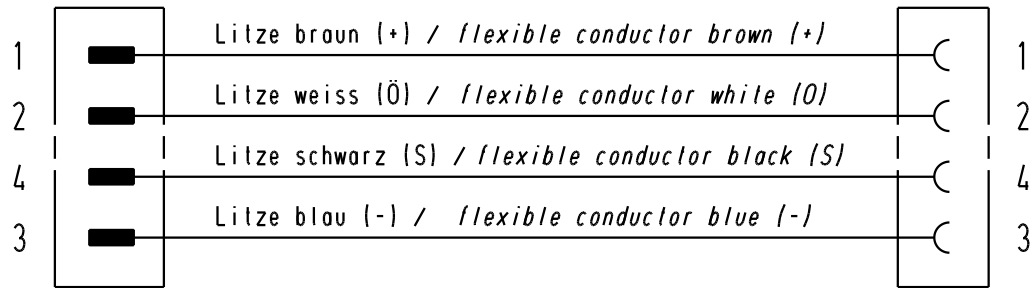 1 Litze braun (+) / flexible conductor brown (+) 1
2 Litze weiss (Ö) / flexible conductor white (O) 2
4 Litze schwarz (S) / flexible conductor black (S) 4
3 Litze blau (-) / flexible conductor blue (-) 3